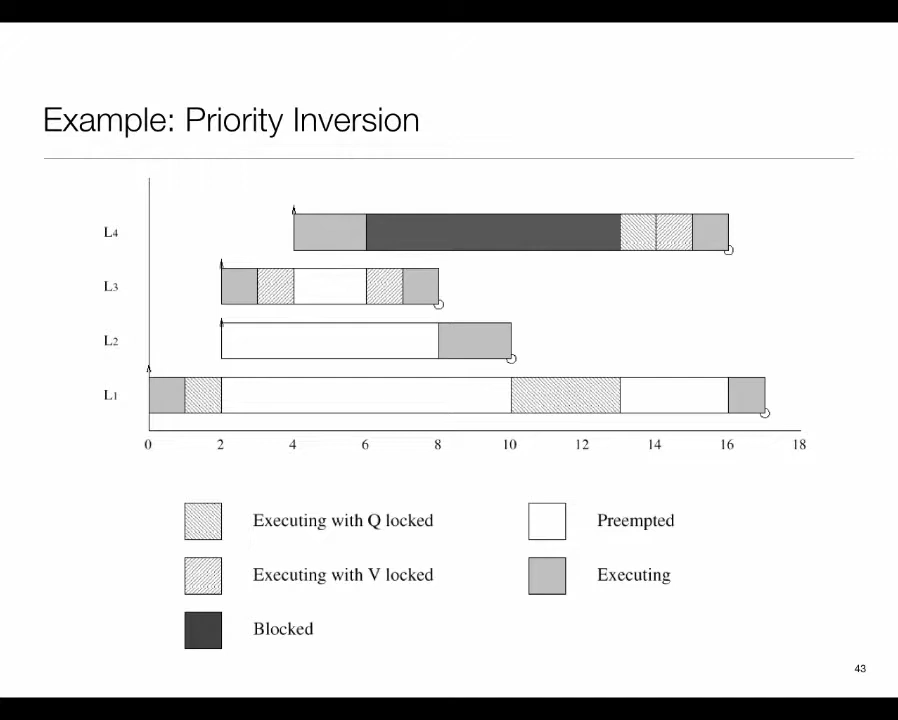 Example: Priority Inversion
L4
L3
L2
L1
0 2 4 6 8 10 12 14 16 18
Executing with Q locked
Preempted
Executing with V locked
Executing
Blocked
43